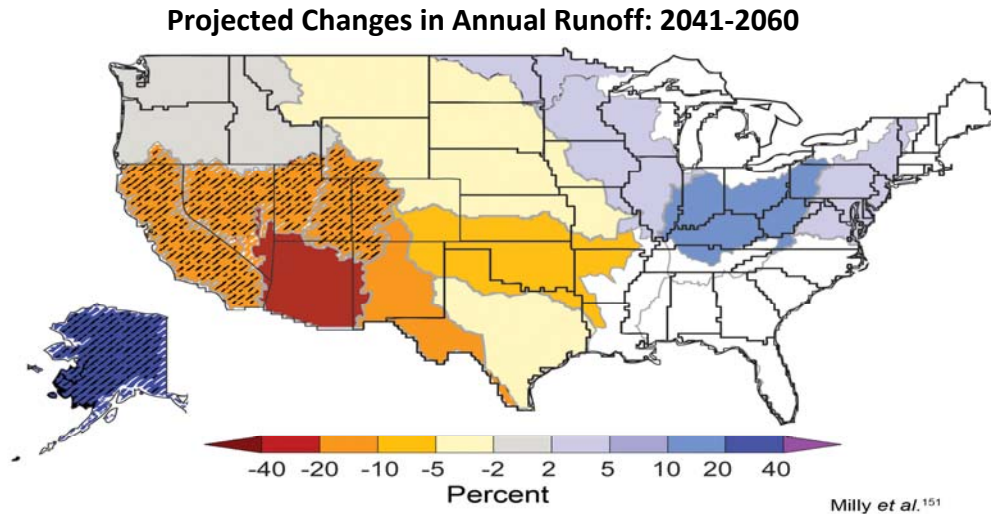 Projected Changes in Annual Runoff: 2041-2060
-40 -20 -10 -5 -2 2 5 10 20 40
Percent
Milly et al.151